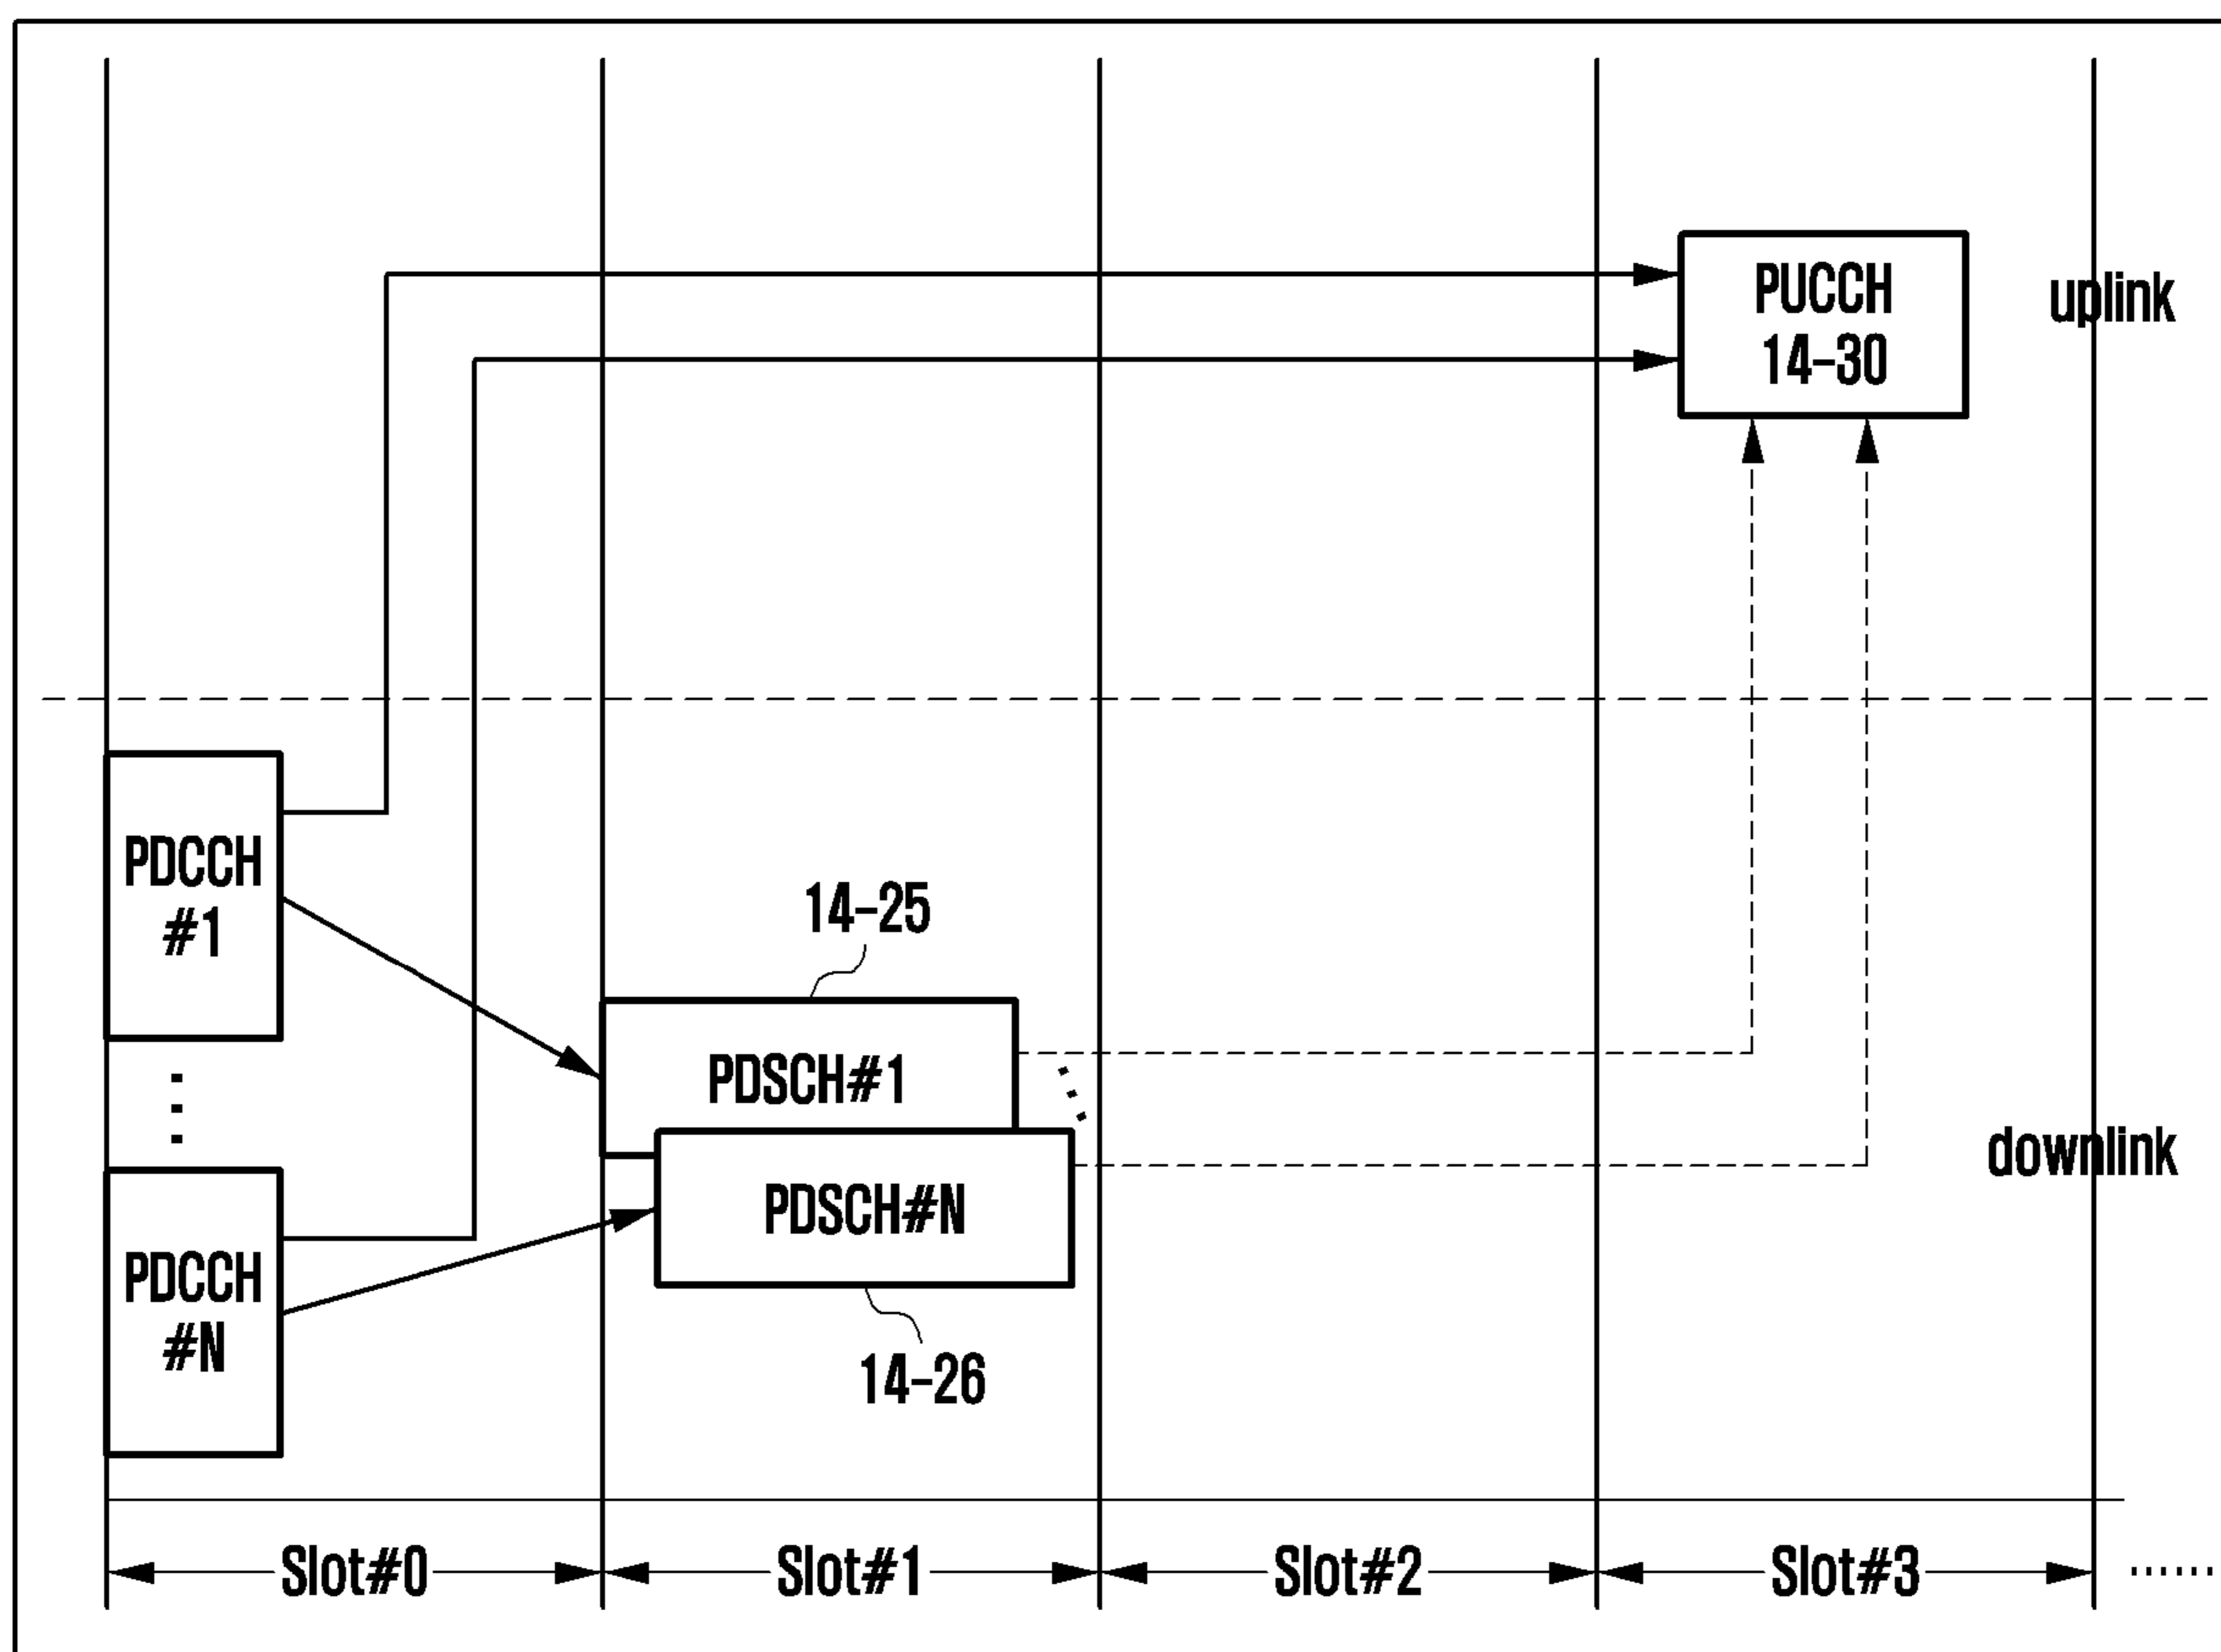 PUCCH
14-30
uplink
PDCCH
#1
14-25
PDSCH#1
downlink
PDSCH#N
PDCCH
#N
14-26
Slot#0
Slot#1
Slot#2
Slot#3
......